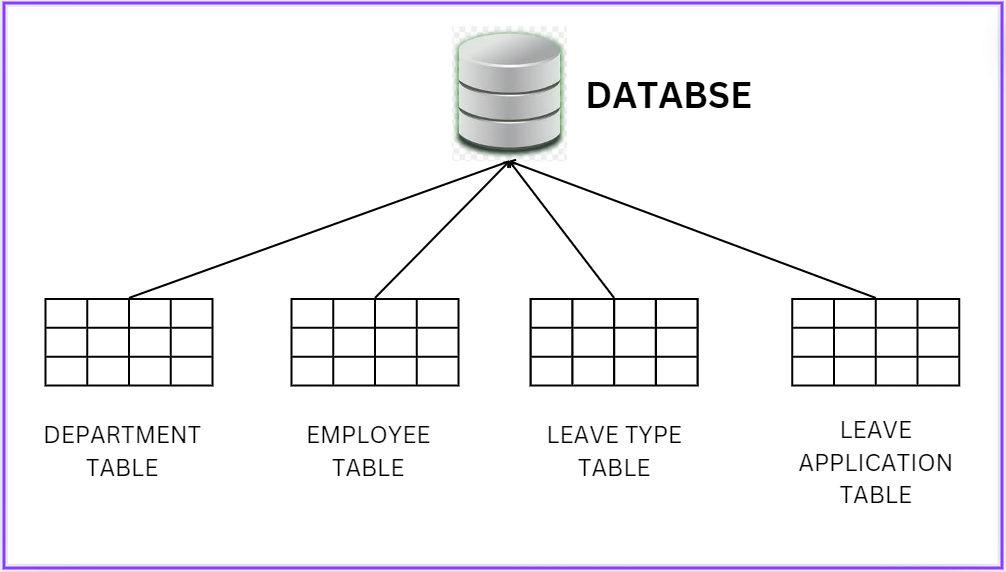 DATABSE
DEPARTMENT
TABLE
EMPLOYEE
TABLE
LEAVE TYPE
TABLE
LEAVE
APPLICATION
TABLE